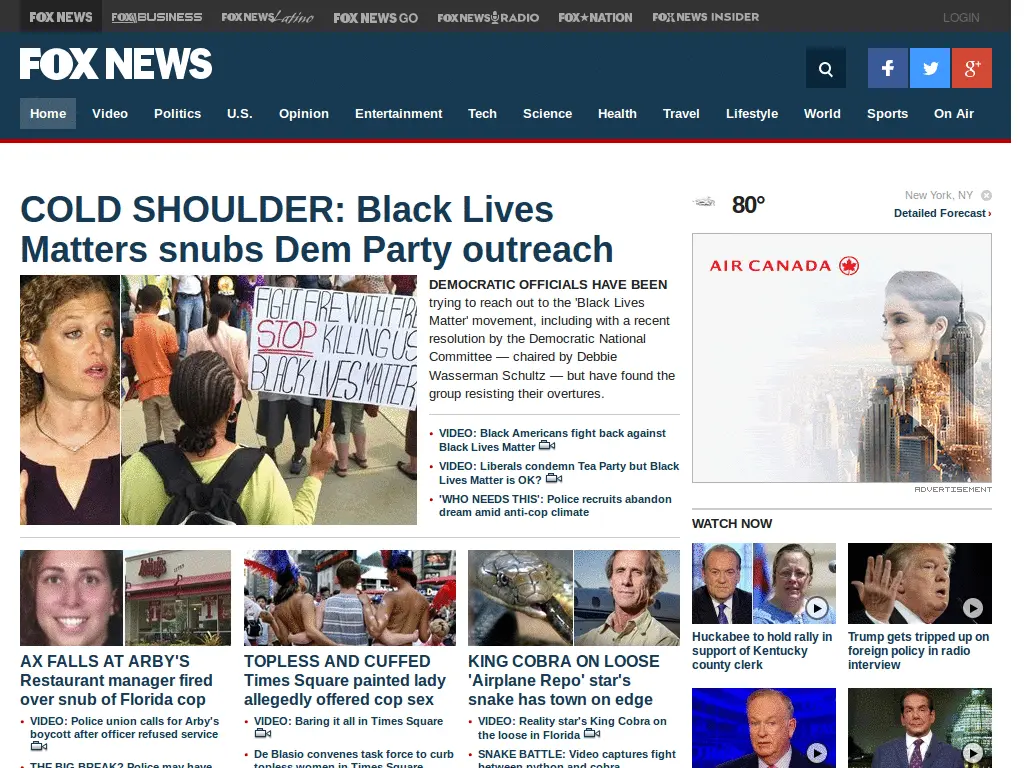 FOX NEWS
FOX BUSINESS
FOX NEWS Latino
FOX NEWS GO
FOX NEWS RADIO
FOX NATION
FOX NEWS INSIDER
LOGIN
FOX NEWS
f
g+
Home
Video
Politics
U.S.
Opinion
Entertainment
Tech
Science
Health
Travel
Lifestyle
World
Sports
On Air
COLD SHOULDER: Black Lives
Matters snubs Dem Party outreach
FIGHT FIRE WITH FIRE
STOP KILLING US
BLACK LIVES MATTER
DEMOCRATIC OFFICIALS HAVE BEEN
trying to reach out to the 'Black Lives
Matter' movement, including with a recent
resolution by the Democratic National
Committee — chaired by Debbie
Wasserman Schultz — but have found the
group resisting their overtures.
VIDEO: Black Americans fight back against
Black Lives Matter
VIDEO: Liberals condemn Tea Party but Black
Lives Matter is OK?
'WHO NEEDS THIS': Police recruits abandon
dream amid anti-cop climate
80°
New York, NY
Detailed Forecast ›
AIR CANADA
ADVERTISEMENT
WATCH NOW
Huckabee to hold rally in
support of Kentucky
county clerk
Trump gets tripped up on
foreign policy in radio
interview
Arby's
AX FALLS AT ARBY'S
Restaurant manager fired
over snub of Florida cop
VIDEO: Police union calls for Arby's
boycott after officer refused service
THE BIG BREAK? Police may have
TOPLESS AND CUFFED
Times Square painted lady
allegedly offered cop sex
VIDEO: Baring it all in Times Square
De Blasio convenes task force to curb
topless women in Times Square
KING COBRA ON LOOSE
'Airplane Repo' star's
snake has town on edge
VIDEO: Reality star's King Cobra on
the loose in Florida
SNAKE BATTLE: Video captures fight
between python and cobra